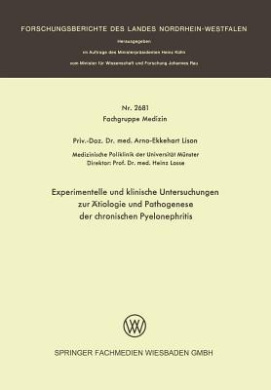 FORSCHUNGSBERICHTE DES LANDES NORDRHEIN-WESTFALEN
Herausgegeben
im Auftrage des Ministerpräsidenten Heinz Kühn
vom Minister für Wissenschaft und Forschung Johannes Rau
Nr. 2681
Fachgruppe Medizin
Priv.-Doz. Dr. med. Arno-Ekkehart Lison
Medizinische Poliklinik der Universität Münster
Direktor: Prof. Dr. med. Heinz Losse
Experimentelle und klinische Untersuchungen
zur Ätiologie und Pathogenese
der chronischen Pyelonephritis
SPRINGER FACHMEDIEN WIESBADEN GMBH